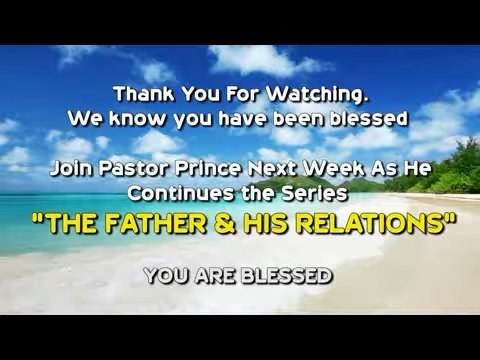 Thank You For Watching.
We know you have been blessed
Join Pastor Prince Next Week As He
Continues the Series
"THE FATHER & HIS RELATIONS"
YOU ARE BLESSED